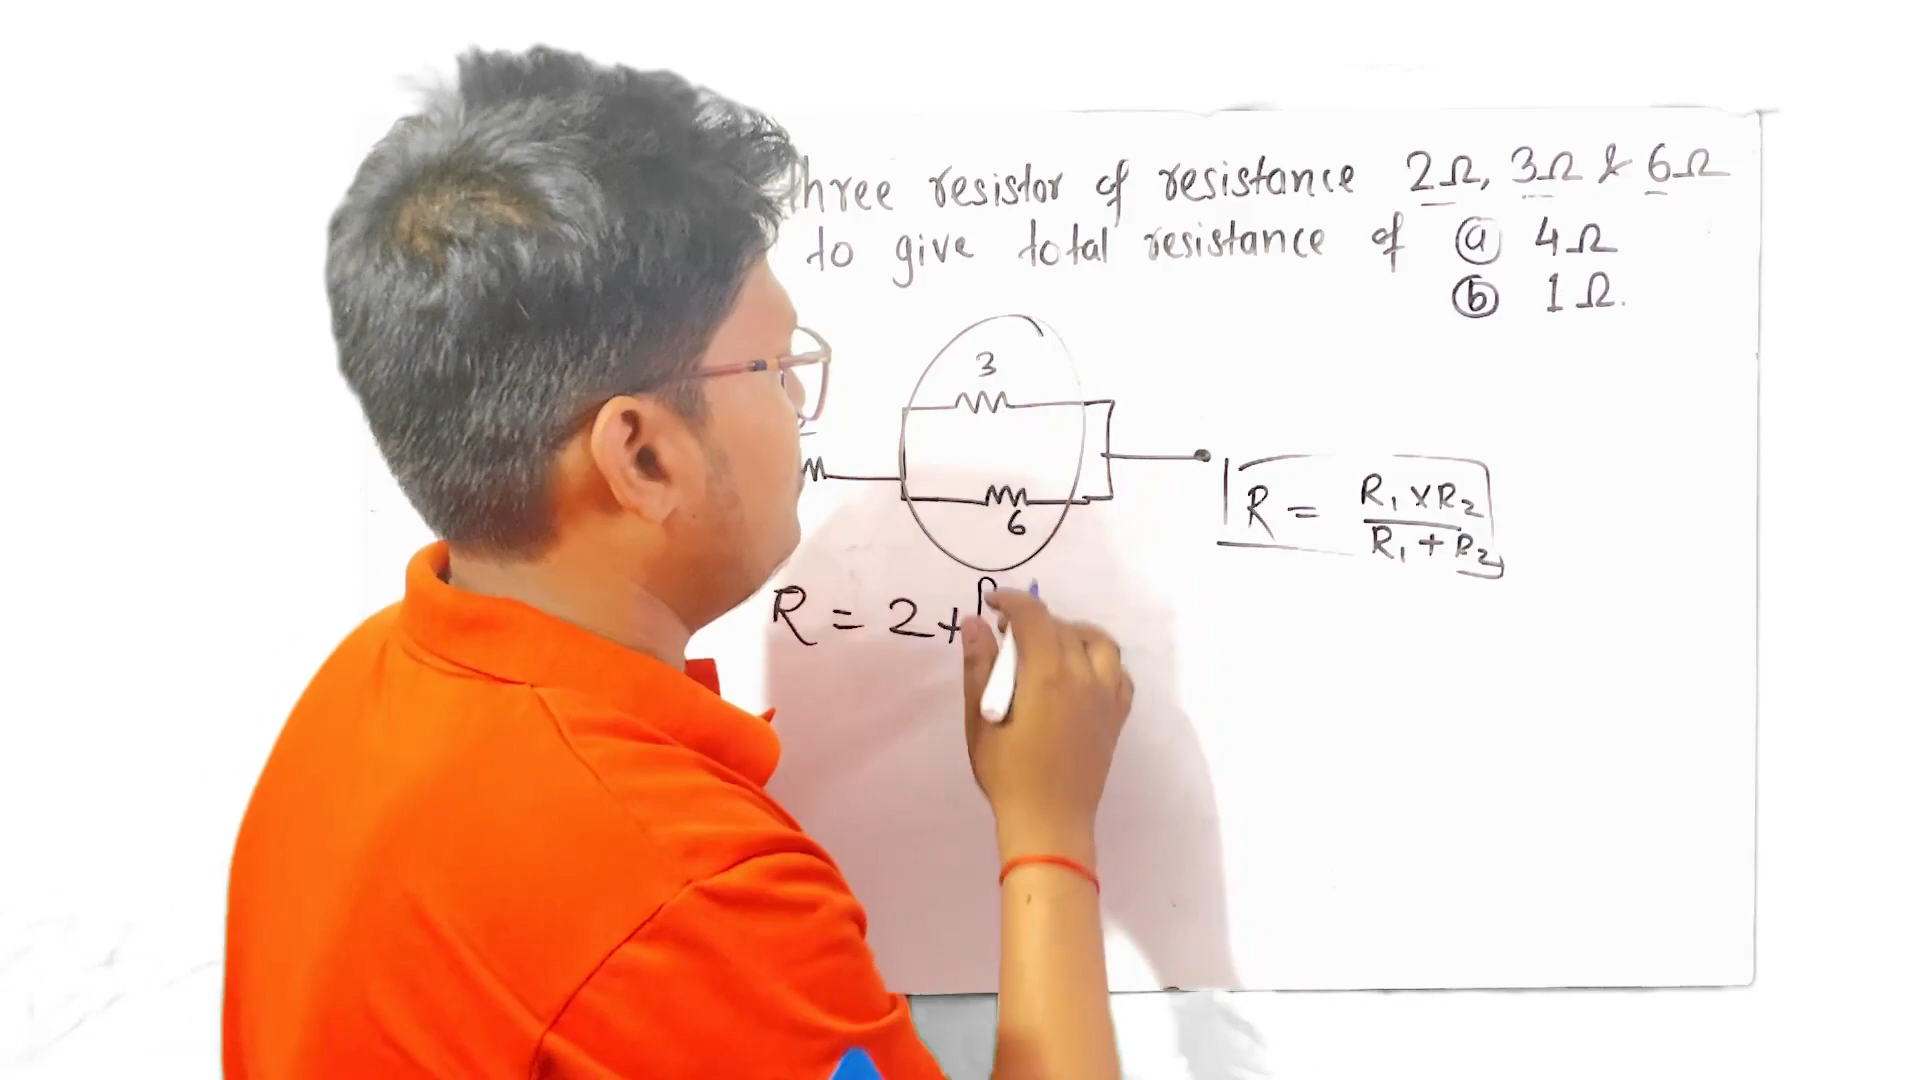 three resistor of resistance 2Ω, 3Ω & 6Ω
to give total resistance of (a) 4Ω
(b) 1Ω.
3
6
R = R₁ × R₂ / R₁ + R₂
R = 2 +